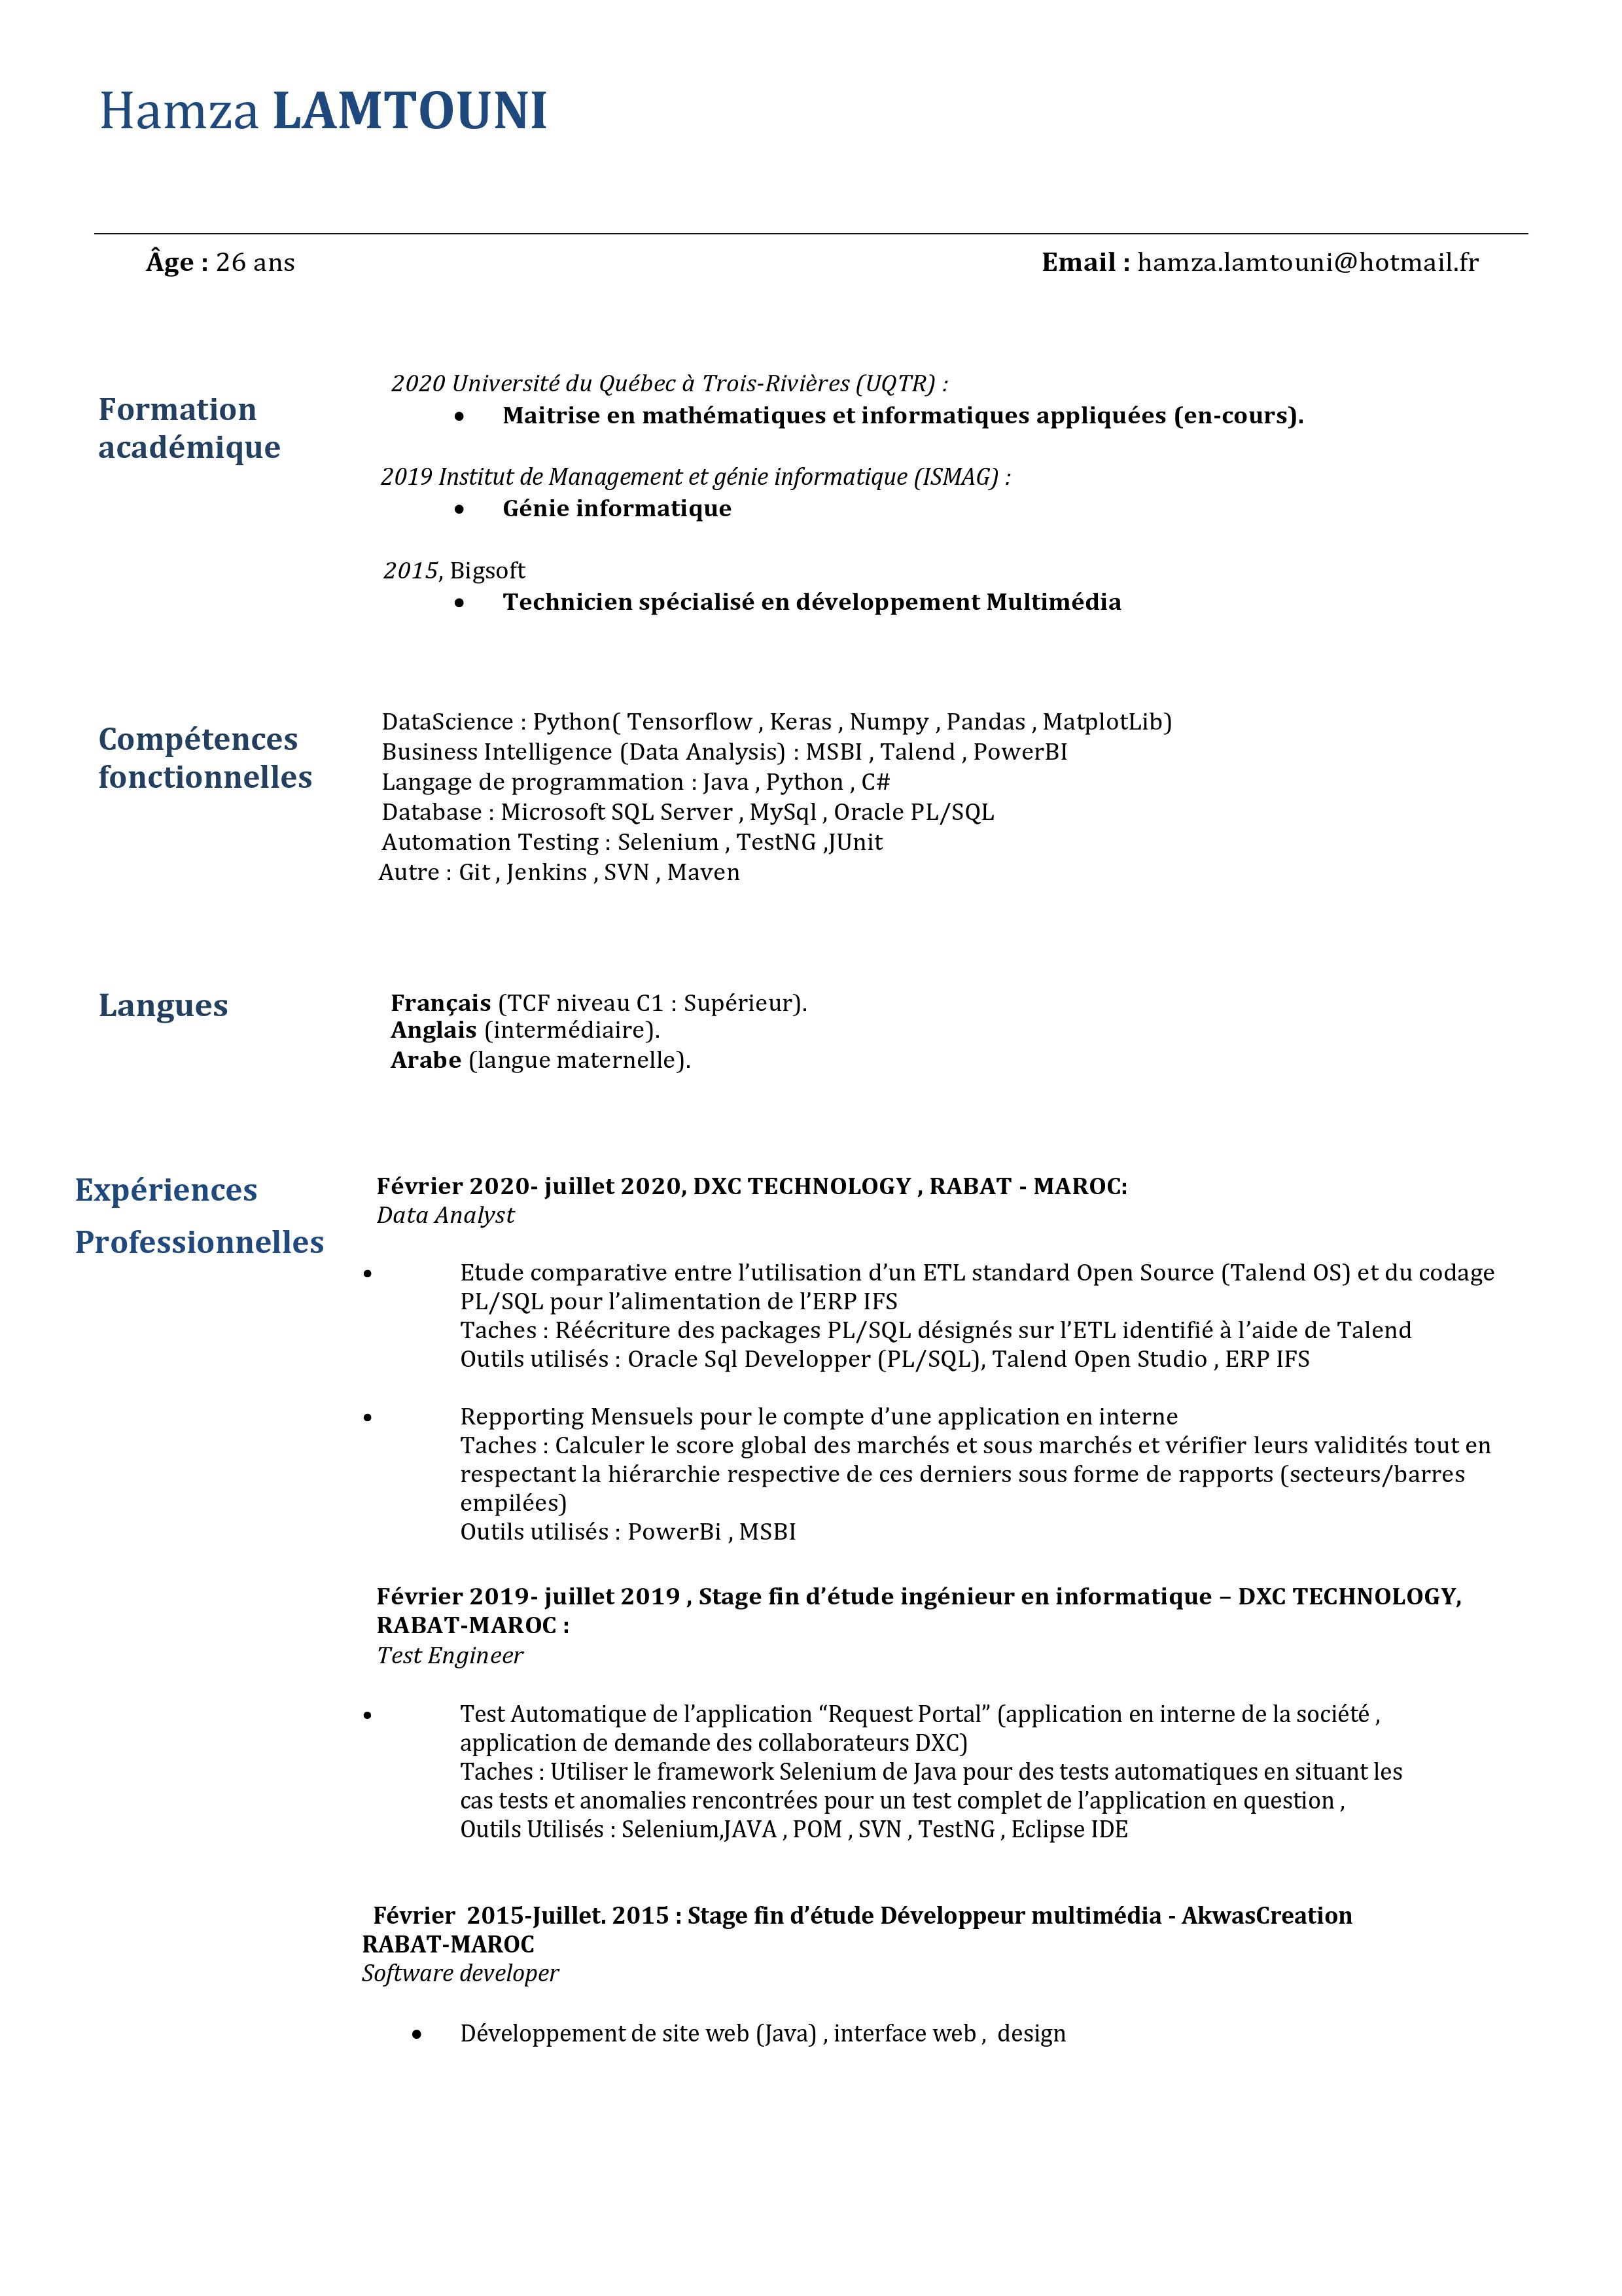 Hamza LAMTOUNI
Âge : 26 ans
Email : hamza.lamtouni@hotmail.fr
Formation
académique
2020 Université du Québec à Trois-Rivières (UQTR) :
• Maitrise en mathématiques et informatiques appliquées (en-cours).
2019 Institut de Management et génie informatique (ISMAG) :
• Génie informatique
2015, Bigsoft
• Technicien spécialisé en développement Multimédia
Compétences
fonctionnelles
DataScience : Python( Tensorflow , Keras , Numpy , Pandas , MatplotLib)
Business Intelligence (Data Analysis) : MSBI , Talend , PowerBI
Langage de programmation : Java , Python , C#
Database : Microsoft SQL Server , MySql , Oracle PL/SQL
Automation Testing : Selenium , TestNG ,JUnit
Autre : Git , Jenkins , SVN , Maven
Langues
Français (TCF niveau C1 : Supérieur).
Anglais (intermédiaire).
Arabe (langue maternelle).
Expériences
Professionnelles
Février 2020- juillet 2020, DXC TECHNOLOGY , RABAT - MAROC:
Data Analyst
• Etude comparative entre l’utilisation d’un ETL standard Open Source (Talend OS) et du codage
PL/SQL pour l’alimentation de l’ERP IFS
Taches : Réécriture des packages PL/SQL désignés sur l’ETL identifié à l’aide de Talend
Outils utilisés : Oracle Sql Developper (PL/SQL), Talend Open Studio , ERP IFS
• Repporting Mensuels pour le compte d’une application en interne
Taches : Calculer le score global des marchés et sous marchés et vérifier leurs validités tout en
respectant la hiérarchie respective de ces derniers sous forme de rapports (secteurs/barres
empilées)
Outils utilisés : PowerBi , MSBI
Février 2019- juillet 2019 , Stage fin d’étude ingénieur en informatique – DXC TECHNOLOGY,
RABAT-MAROC :
Test Engineer
• Test Automatique de l’application “Request Portal” (application en interne de la société ,
application de demande des collaborateurs DXC)
Taches : Utiliser le framework Selenium de Java pour des tests automatiques en situant les
cas tests et anomalies rencontrées pour un test complet de l’application en question ,
Outils Utilisés : Selenium,JAVA , POM , SVN , TestNG , Eclipse IDE
Février 2015-Juillet. 2015 : Stage fin d’étude Développeur multimédia - AkwasCreation
RABAT-MAROC
Software developer
• Développement de site web (Java) , interface web , design